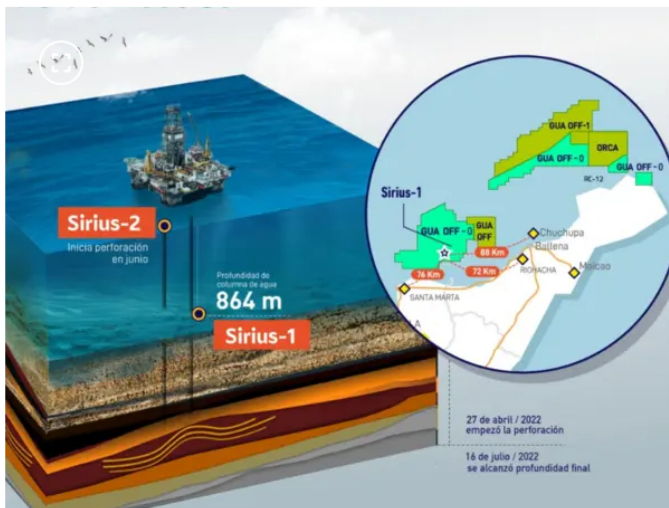 Sirius-2
Inicia perforación
en junio
Profundidad de
columna de agua
864 m
Sirius-1
Sirius-1
GUA OFF-1
ORCA
GUA OFF-0
GUA OFF-0
RC-12
GUA OFF-0
GUA
OFF
Chuchupa
Ballena
88 Km
72 Km
76 Km
RIOHACHA
Maicao
SANTA MARTA
LA
27 de abril / 2022
empezó la perforación
16 de julio / 2022
se alcanzó profundidad final